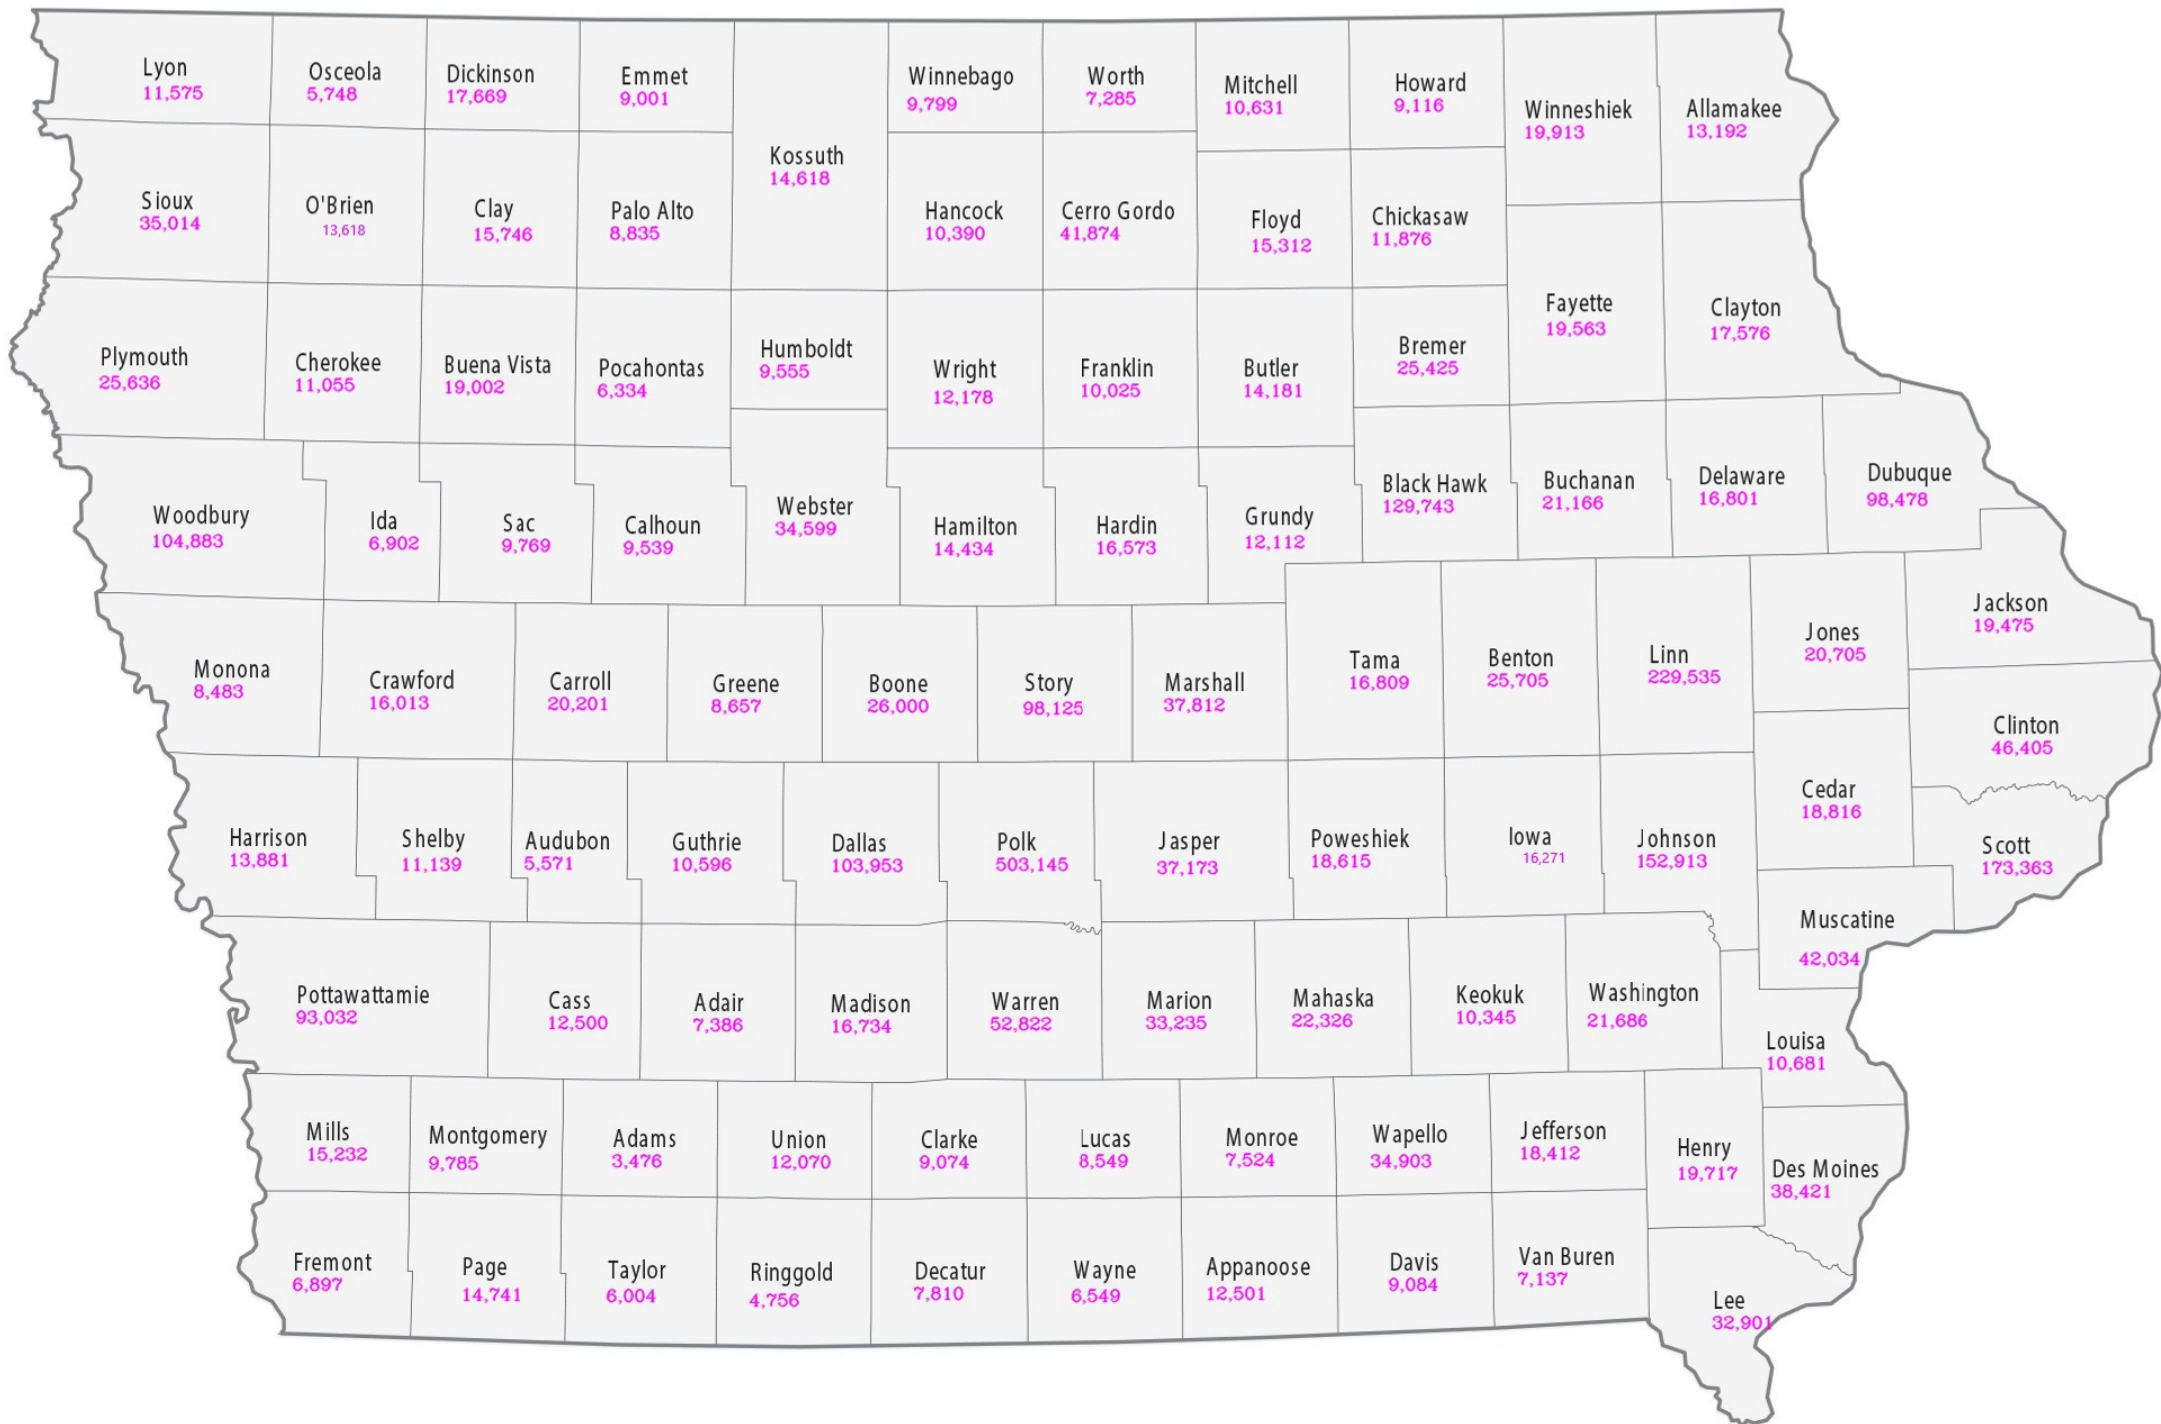 Lyon
11,575
Osceola
5,748
Dickinson
17,669
Emmet
9,001
Kossuth
14,618
Winnebago
9,799
Worth
7,285
Mitchell
10,631
Howard
9,116
Winneshiek
19,913
Allamakee
13,192
Sioux
35,014
O'Brien
13,618
Clay
15,746
Palo Alto
8,835
Hancock
10,390
Cerro Gordo
41,874
Floyd
15,312
Chickasaw
11,876
Fayette
19,563
Clayton
17,576
Plymouth
25,636
Cherokee
11,055
Buena Vista
19,002
Pocahontas
6,334
Humboldt
9,555
Wright
12,178
Franklin
10,025
Butler
14,181
Bremer
25,425
Woodbury
104,883
Ida
6,902
Sac
9,769
Calhoun
9,539
Webster
34,599
Hamilton
14,434
Hardin
16,573
Grundy
12,112
Black Hawk
129,743
Buchanan
21,166
Delaware
16,801
Dubuque
98,478
Monona
8,483
Crawford
16,013
Carroll
20,201
Greene
8,657
Boone
26,000
Story
98,125
Marshall
37,812
Tama
16,809
Benton
25,705
Linn
229,535
Jones
20,705
Jackson
19,475
Clinton
46,405
Harrison
13,881
Shelby
11,139
Audubon
5,571
Guthrie
10,596
Dallas
103,953
Polk
503,145
Jasper
37,173
Poweshiek
18,615
Iowa
16,271
Johnson
152,913
Cedar
18,816
Scott
173,363
Muscatine
42,034
Pottawattamie
93,032
Cass
12,500
Adair
7,386
Madison
16,734
Warren
52,822
Marion
33,235
Mahaska
22,326
Keokuk
10,345
Washington
21,686
Louisa
10,681
Mills
15,232
Montgomery
9,785
Adams
3,476
Union
12,070
Clarke
9,074
Lucas
8,549
Monroe
7,524
Wapello
34,903
Jefferson
18,412
Henry
19,717
Des Moines
38,421
Fremont
6,897
Page
14,741
Taylor
6,004
Ringgold
4,756
Decatur
7,810
Wayne
6,549
Appanoose
12,501
Davis
9,084
Van Buren
7,137
Lee
32,901